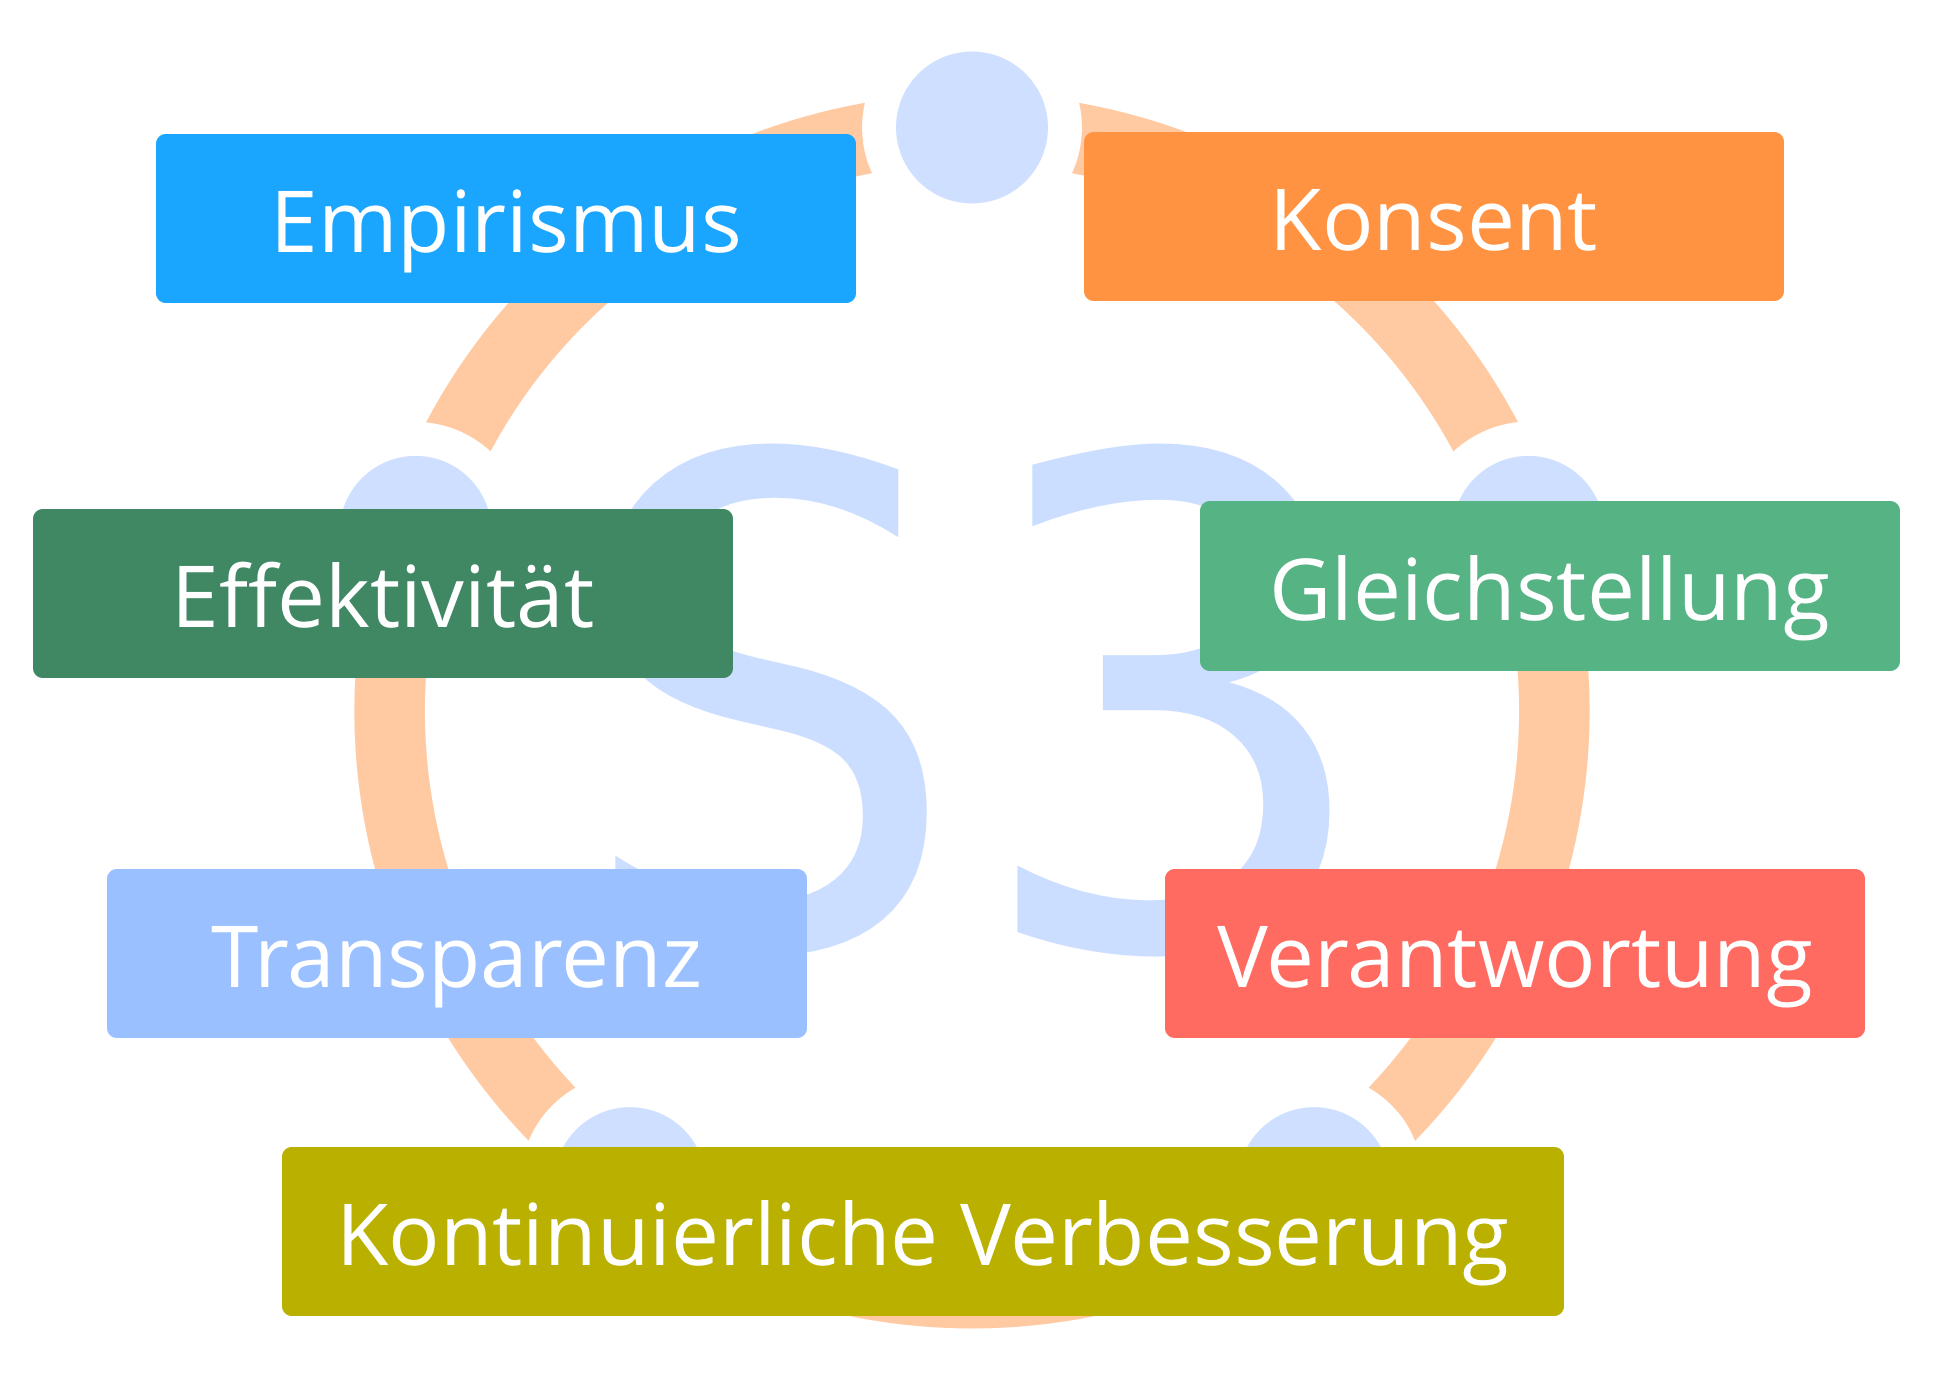 Empirismus
Konsent
S3
Effektivität
Gleichstellung
Transparenz
Verantwortung
Kontinuierliche Verbesserung